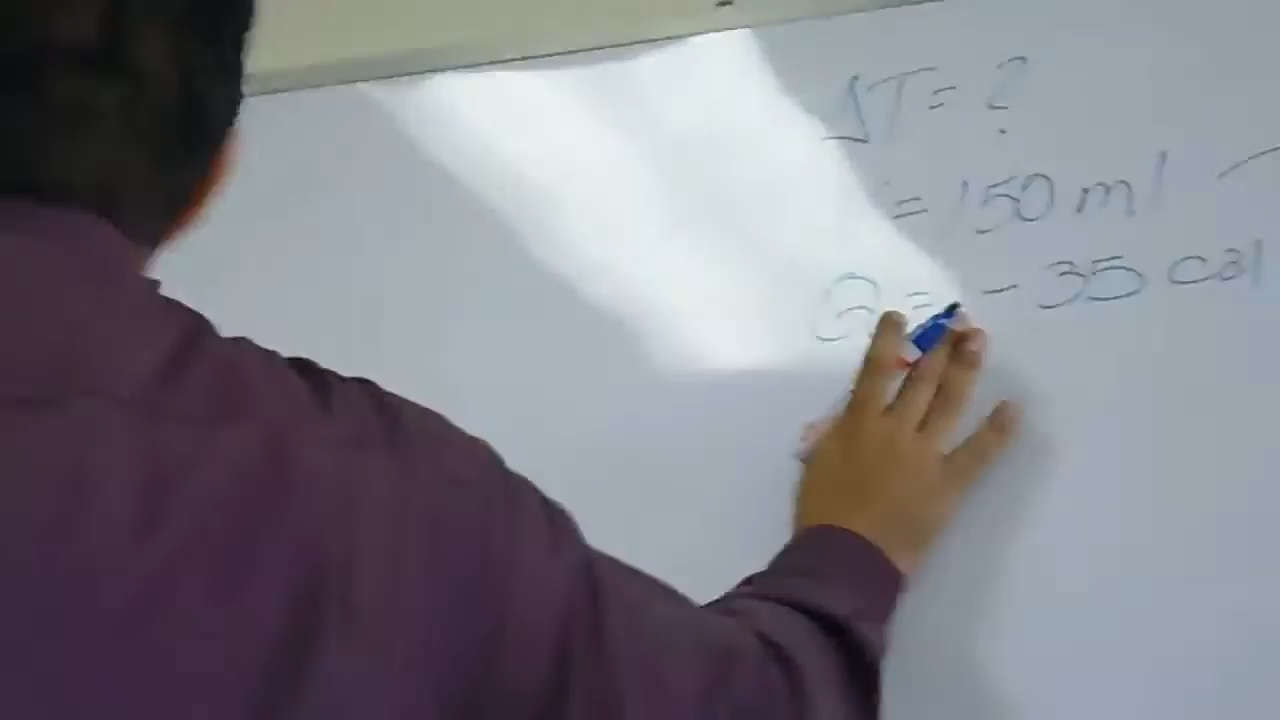 ΔT = ?
= 150 ml
Q = - 35 cal